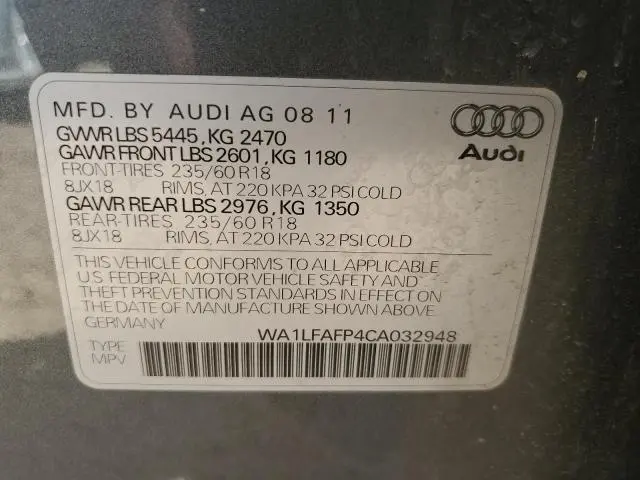 MFD. BY AUDI AG 08 11
GVWR LBS 5445, KG 2470
GAWR FRONT LBS 2601, KG 1180
FRONT-TIRES 235/60 R18
8JX18 RIMS, AT 220 KPA 32 PSI COLD
GAWR REAR LBS 2976, KG 1350
REAR-TIRES 235/60 R18
8JX18 RIMS, AT 220 KPA 32 PSI COLD
Audi
THIS VEHICLE CONFORMS TO ALL APPLICABLE
U.S FEDERAL MOTOR VEHICLE SAFETY AND
THEFT PREVENTION STANDARDS IN EFFECT ON
THE DATE OF MANUFACTURE SHOWN ABOVE
GERMANY WA1LFAFP4CA032948
TYPE
MPV